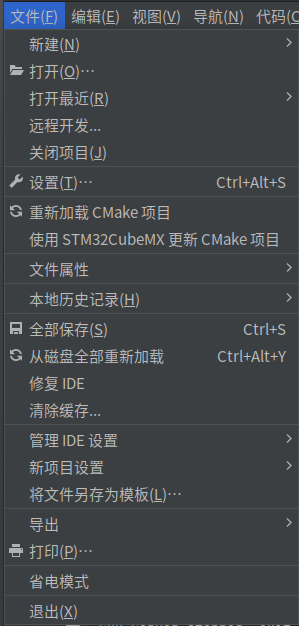 文件(F) 编辑(E) 视图(V) 导航(N) 代码(C
新建(N)
打开(O)…
打开最近(R)
远程开发...
关闭项目(J)
设置(T)… Ctrl+Alt+S
重新加载 CMake 项目
使用 STM32CubeMX 更新 CMake 项目
文件属性
本地历史记录(H)
全部保存(S) Ctrl+S
从磁盘全部重新加载 Ctrl+Alt+Y
修复 IDE
清除缓存...
管理 IDE 设置
新项目设置
将文件另存为模板(L)…
导出
打印(P)…
省电模式
退出(X)